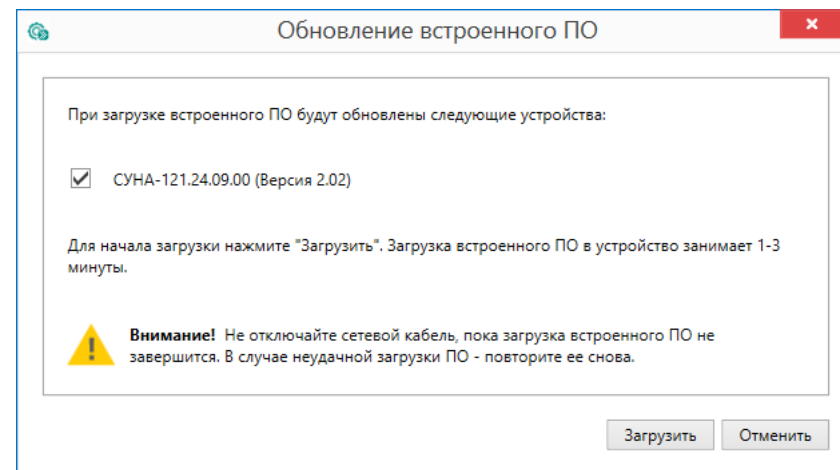 Обновление встроенного ПО
При загрузке встроенного ПО будут обновлены следующие устройства:
СУНА-121.24.09.00 (Версия 2.02)
Для начала загрузки нажмите "Загрузить". Загрузка встроенного ПО в устройство занимает 1-3
минуты.
Внимание! Не отключайте сетевой кабель, пока загрузка встроенного ПО не
завершится. В случае неудачной загрузки ПО - повторите ее снова.
Загрузить Отменить